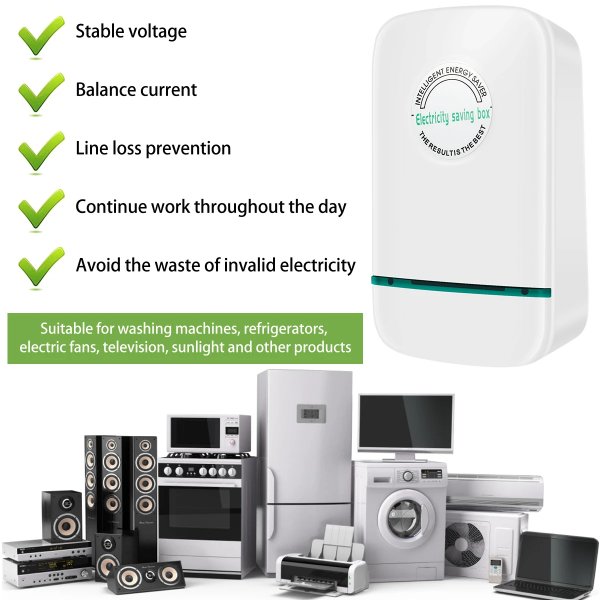 Stable voltage
Balance current
Line loss prevention
Continue work throughout the day
Avoid the waste of invalid electricity
INTELLIGENT ENERGY SAVER
Electricity saving box
THE RESULT IS THE BEST
Suitable for washing machines, refrigerators,
electric fans, television, sunlight and other products